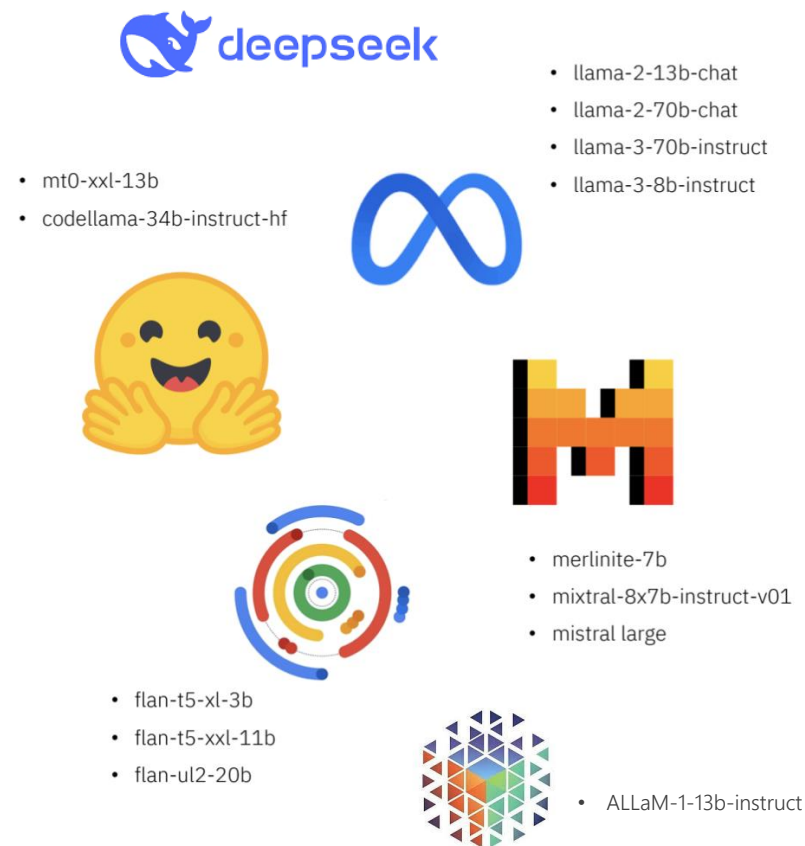 deepseek
• llama-2-13b-chat
• llama-2-70b-chat
• llama-3-70b-instruct
• llama-3-8b-instruct
• mt0-xxl-13b
• codellama-34b-instruct-hf
• merlinite-7b
• mixtral-8x7b-instruct-v01
• mistral large
• flan-t5-xl-3b
• flan-t5-xxl-11b
• flan-ul2-20b
• ALLaM-1-13b-instruct